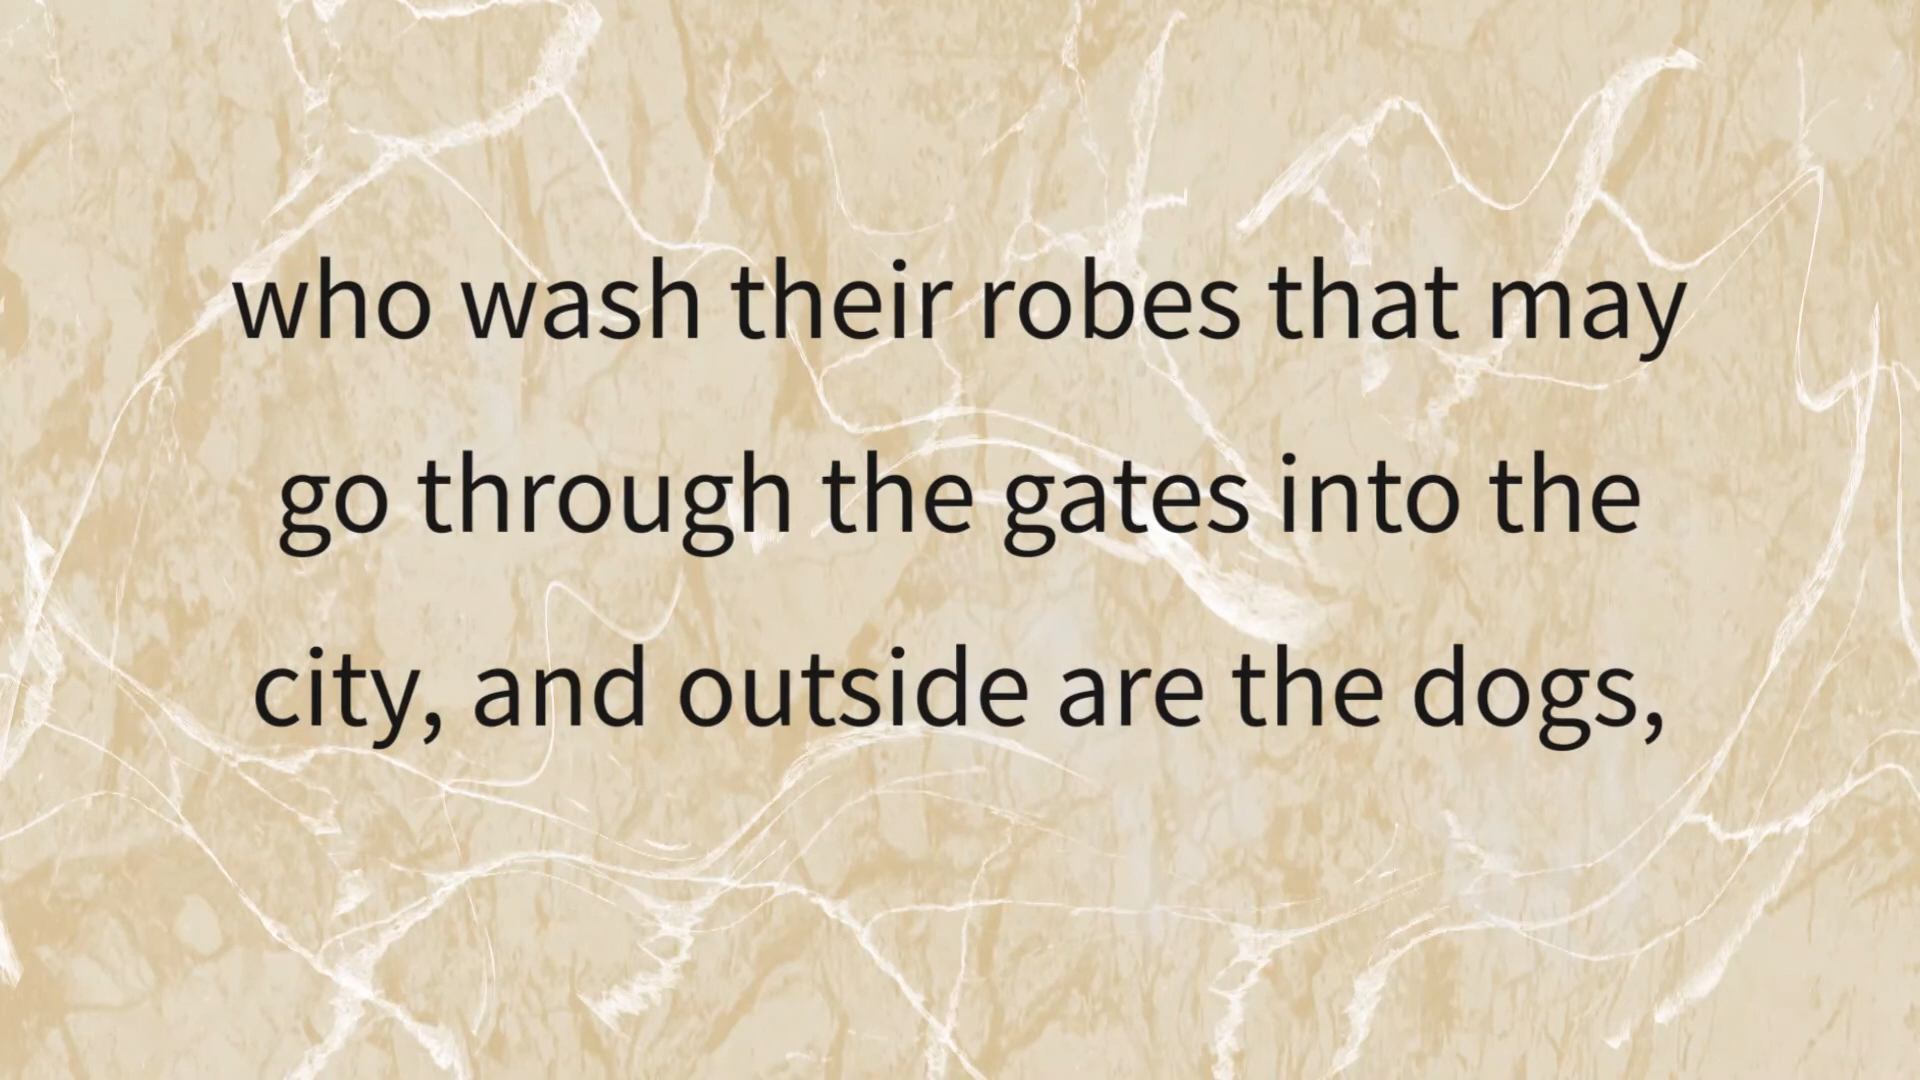 who wash their robes that may
go through the gates into the
city, and outside are the dogs,